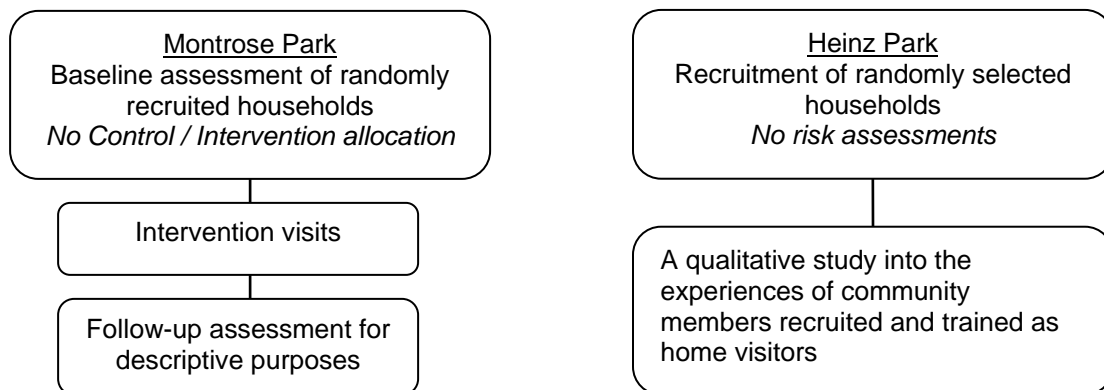 Montrose Park
Baseline assessment of randomly
recruited households
No Control / Intervention allocation
Intervention visits
Follow-up assessment for
descriptive purposes
Heinz Park
Recruitment of randomly selected
households
No risk assessments
A qualitative study into the
experiences of community
members recruited and trained as
home visitors